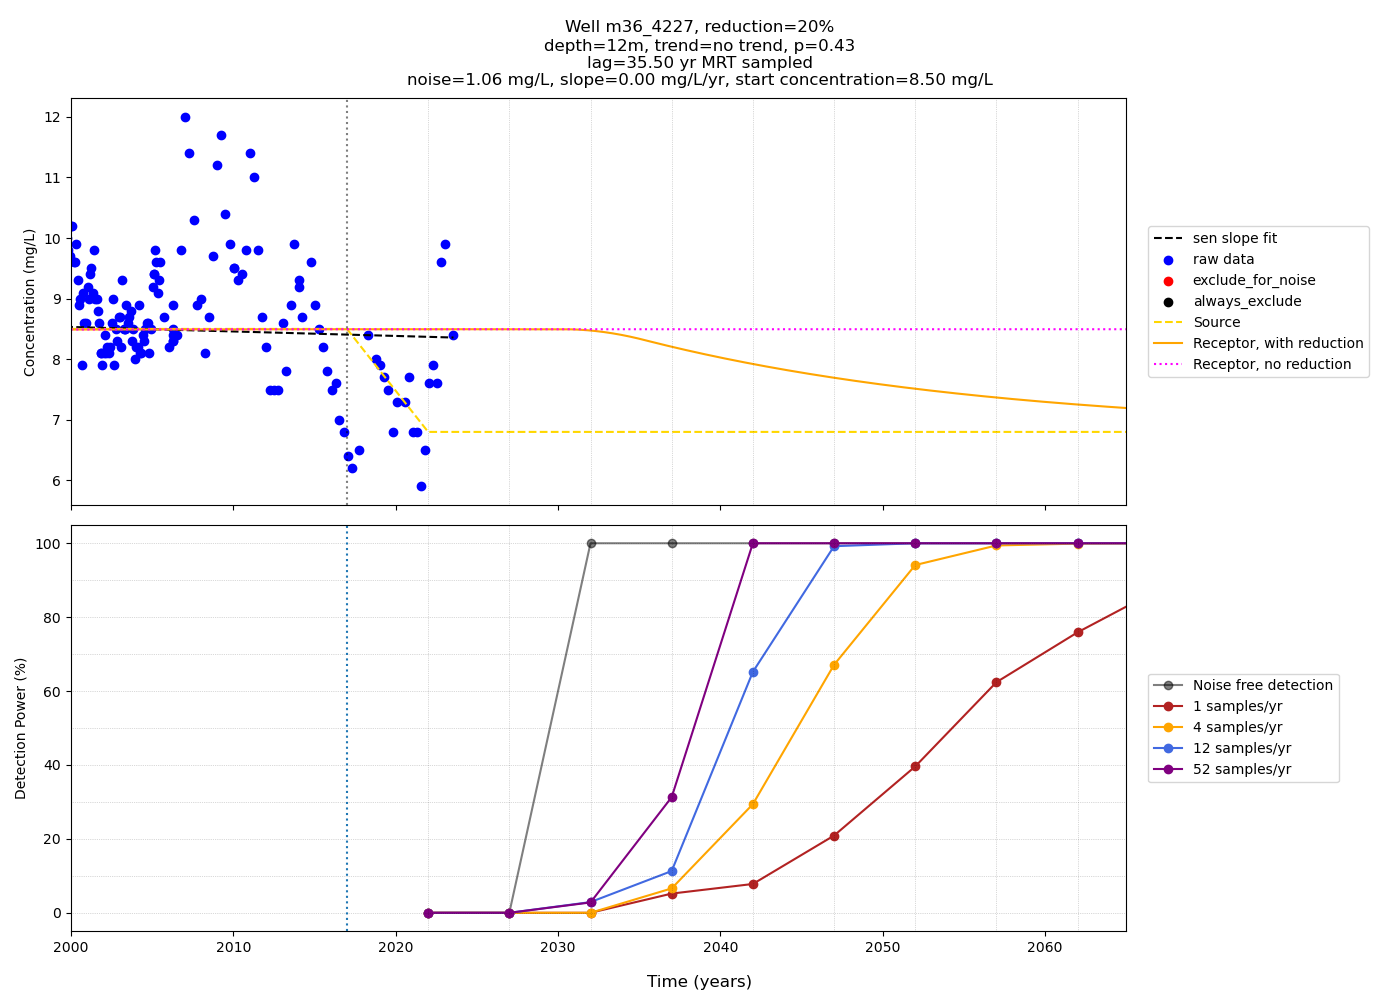 Well m36_4227, reduction=20%
depth=12m, trend=no trend, p=0.43
lag=35.50 yr MRT sampled
noise=1.06 mg/L, slope=0.00 mg/L/yr, start concentration=8.50 mg/L
12
11
10
9
8
7
6
Concentration (mg/L)
sen slope fit
raw data
exclude_for_noise
always_exclude
Source
Receptor, with reduction
Receptor, no reduction
100
80
60
40
20
0
Detection Power (%)
Noise free detection
1 samples/yr
4 samples/yr
12 samples/yr
52 samples/yr
2000 2010 2020 2030 2040 2050 2060
Time (years)